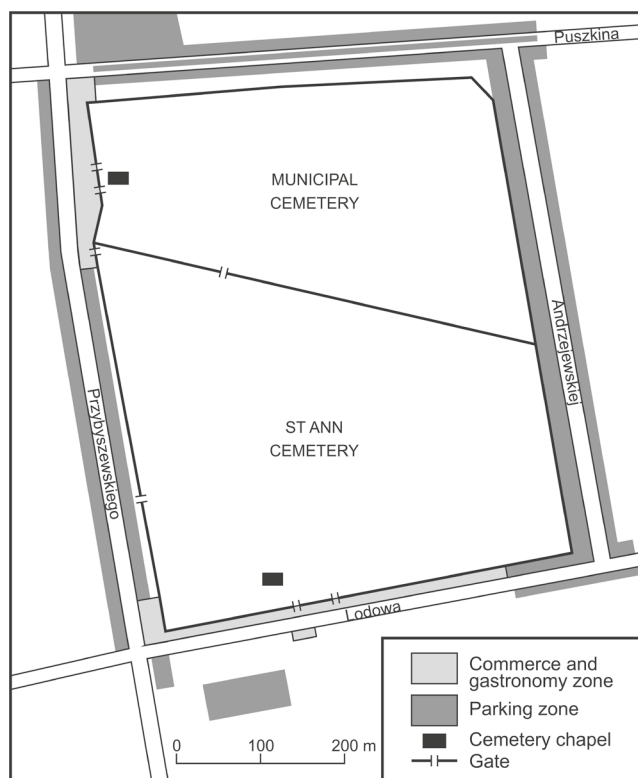 Puszkina
MUNICIPAL
CEMETERY
Andrzejewskiej
Przybyszewskiego
ST ANN
CEMETERY
Lodowa
Commerce and
gastronomy zone
Parking zone
Cemetery chapel
Gate
0 100 200 m